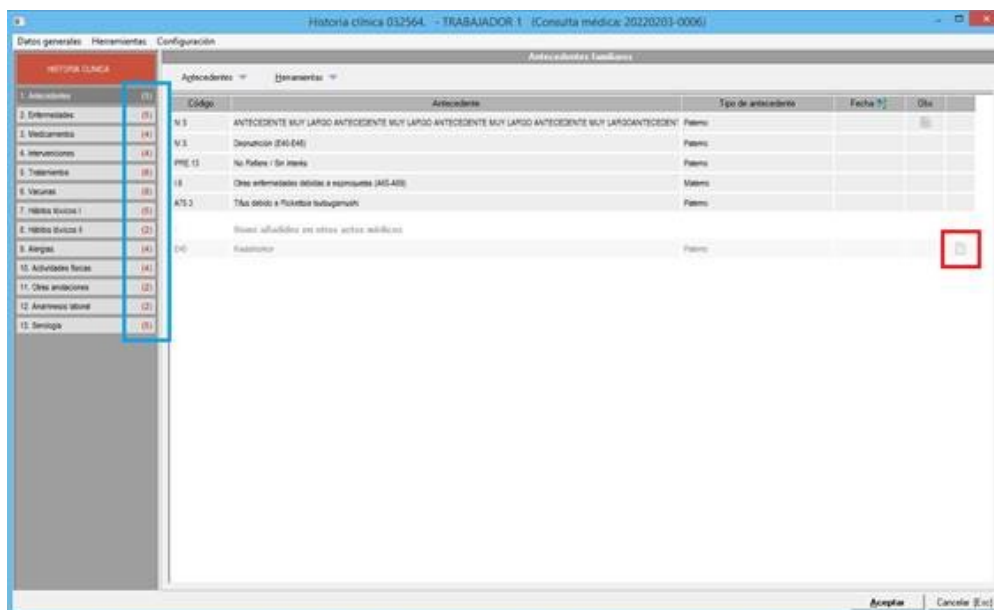 Historia clínica 032564. - TRABAJADOR 1 (Consulta médica: 20220203-0006)
Datos generales Herramientas Configuración
HISTORIA CLINICA
Antecedentes familiares
Antecedentes Herramientas
1. Antecedentes (5)
2. Enfermedades (5)
3. Medicamentos (4)
4. Intervenciones (4)
5. Tratamientos (6)
6. Vacunas
7. Hábitos tóxicos I (5)
8. Hábitos tóxicos II (2)
9. Alergias (4)
10. Actividades físicas (4)
11. Otras anotaciones (2)
12. Anamnesis laboral (2)
13. Serología (5)
Código Antecedente Tipo de antecedente Fecha Obs
ANTECEDENTE MUY LARGO ANTECEDENTE MUY LARGO ANTECEDENTE MUY LARGO ANTECEDENTE MUY LARGOANTECEDENT Paterno
Desnutrición (E40-E46) Paterno
PRE.13 No Refiere / Sin interés Paterno
Otras enfermedades debidas a espiroquetas (A65-A69) Materno
A75.3 Tifus debido a Rickettsia tsutsugamushi Paterno
Items añadidos en otros actos médicos
E40 Kwashiorkor Paterno
Aceptar Cancelar [Esc]